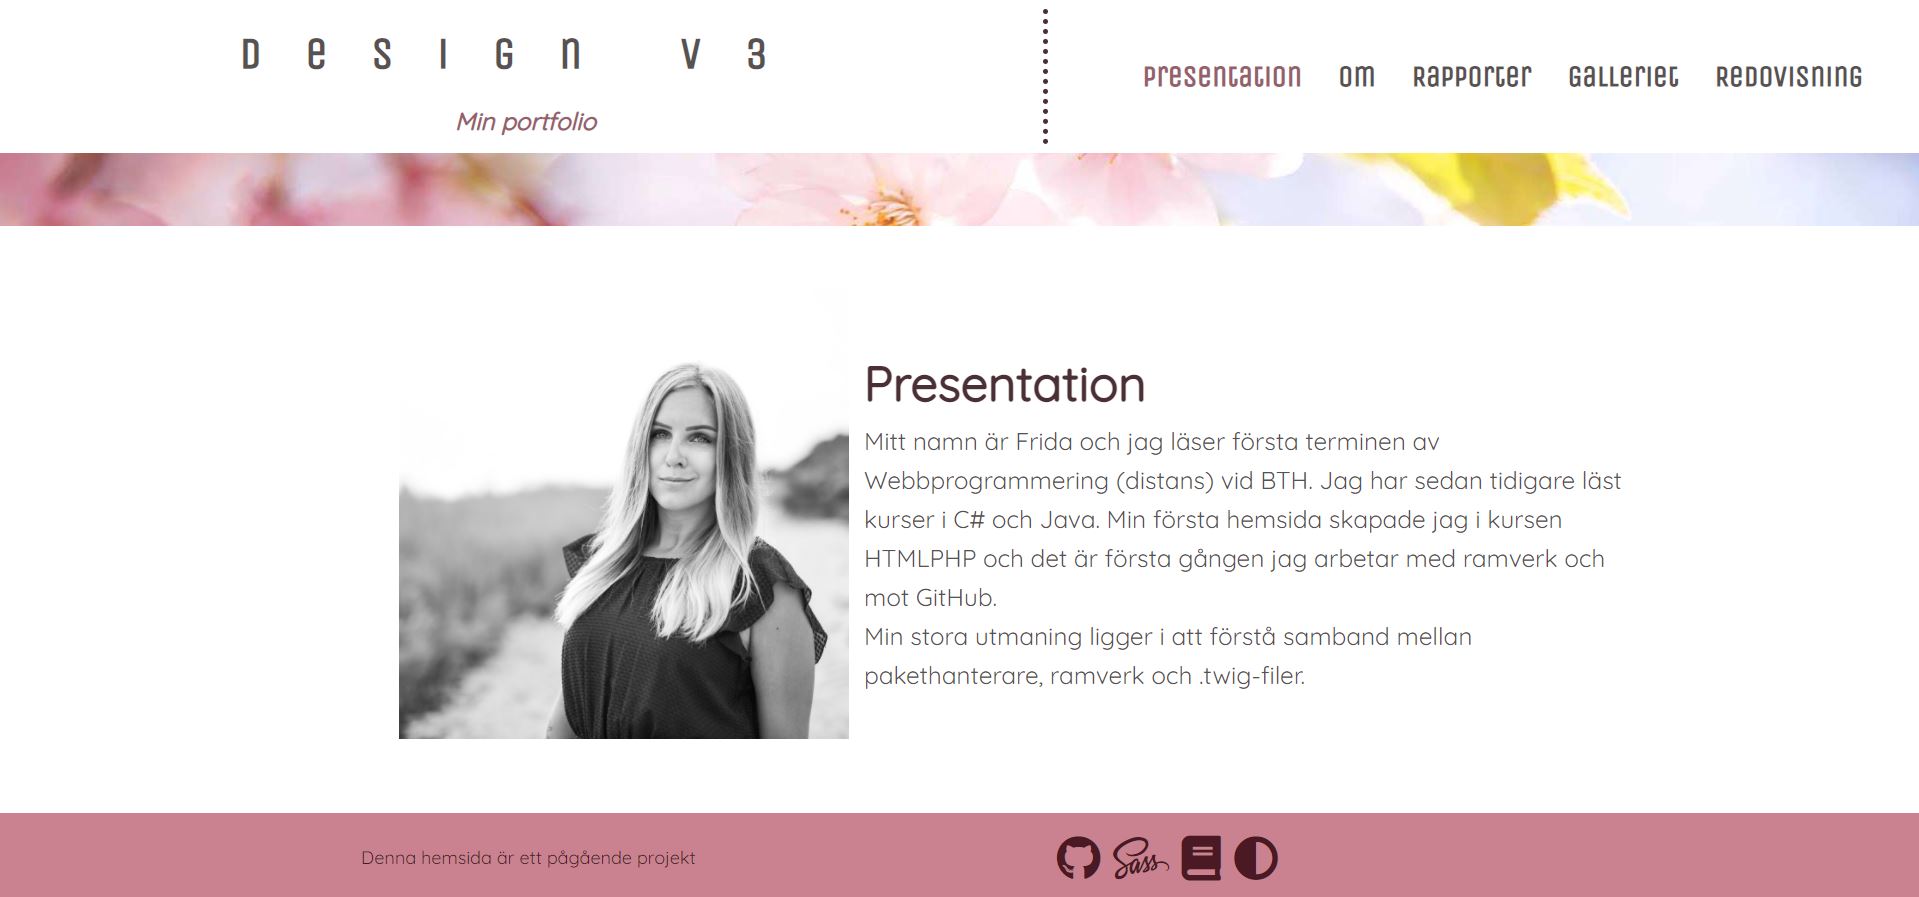 Design v3
Min portfolio
Presentation Om Rapporter Galleriet Redovisning
Presentation
Mitt namn är Frida och jag läser första terminen av
Webbprogrammering (distans) vid BTH. Jag har sedan tidigare läst
kurser i C# och Java. Min första hemsida skapade jag i kursen
HTMLPHP och det är första gången jag arbetar med ramverk och
mot GitHub.
Min stora utmaning ligger i att förstå samband mellan
pakethanterare, ramverk och .twig-filer.
Denna hemsida är ett pågående projekt
Sass